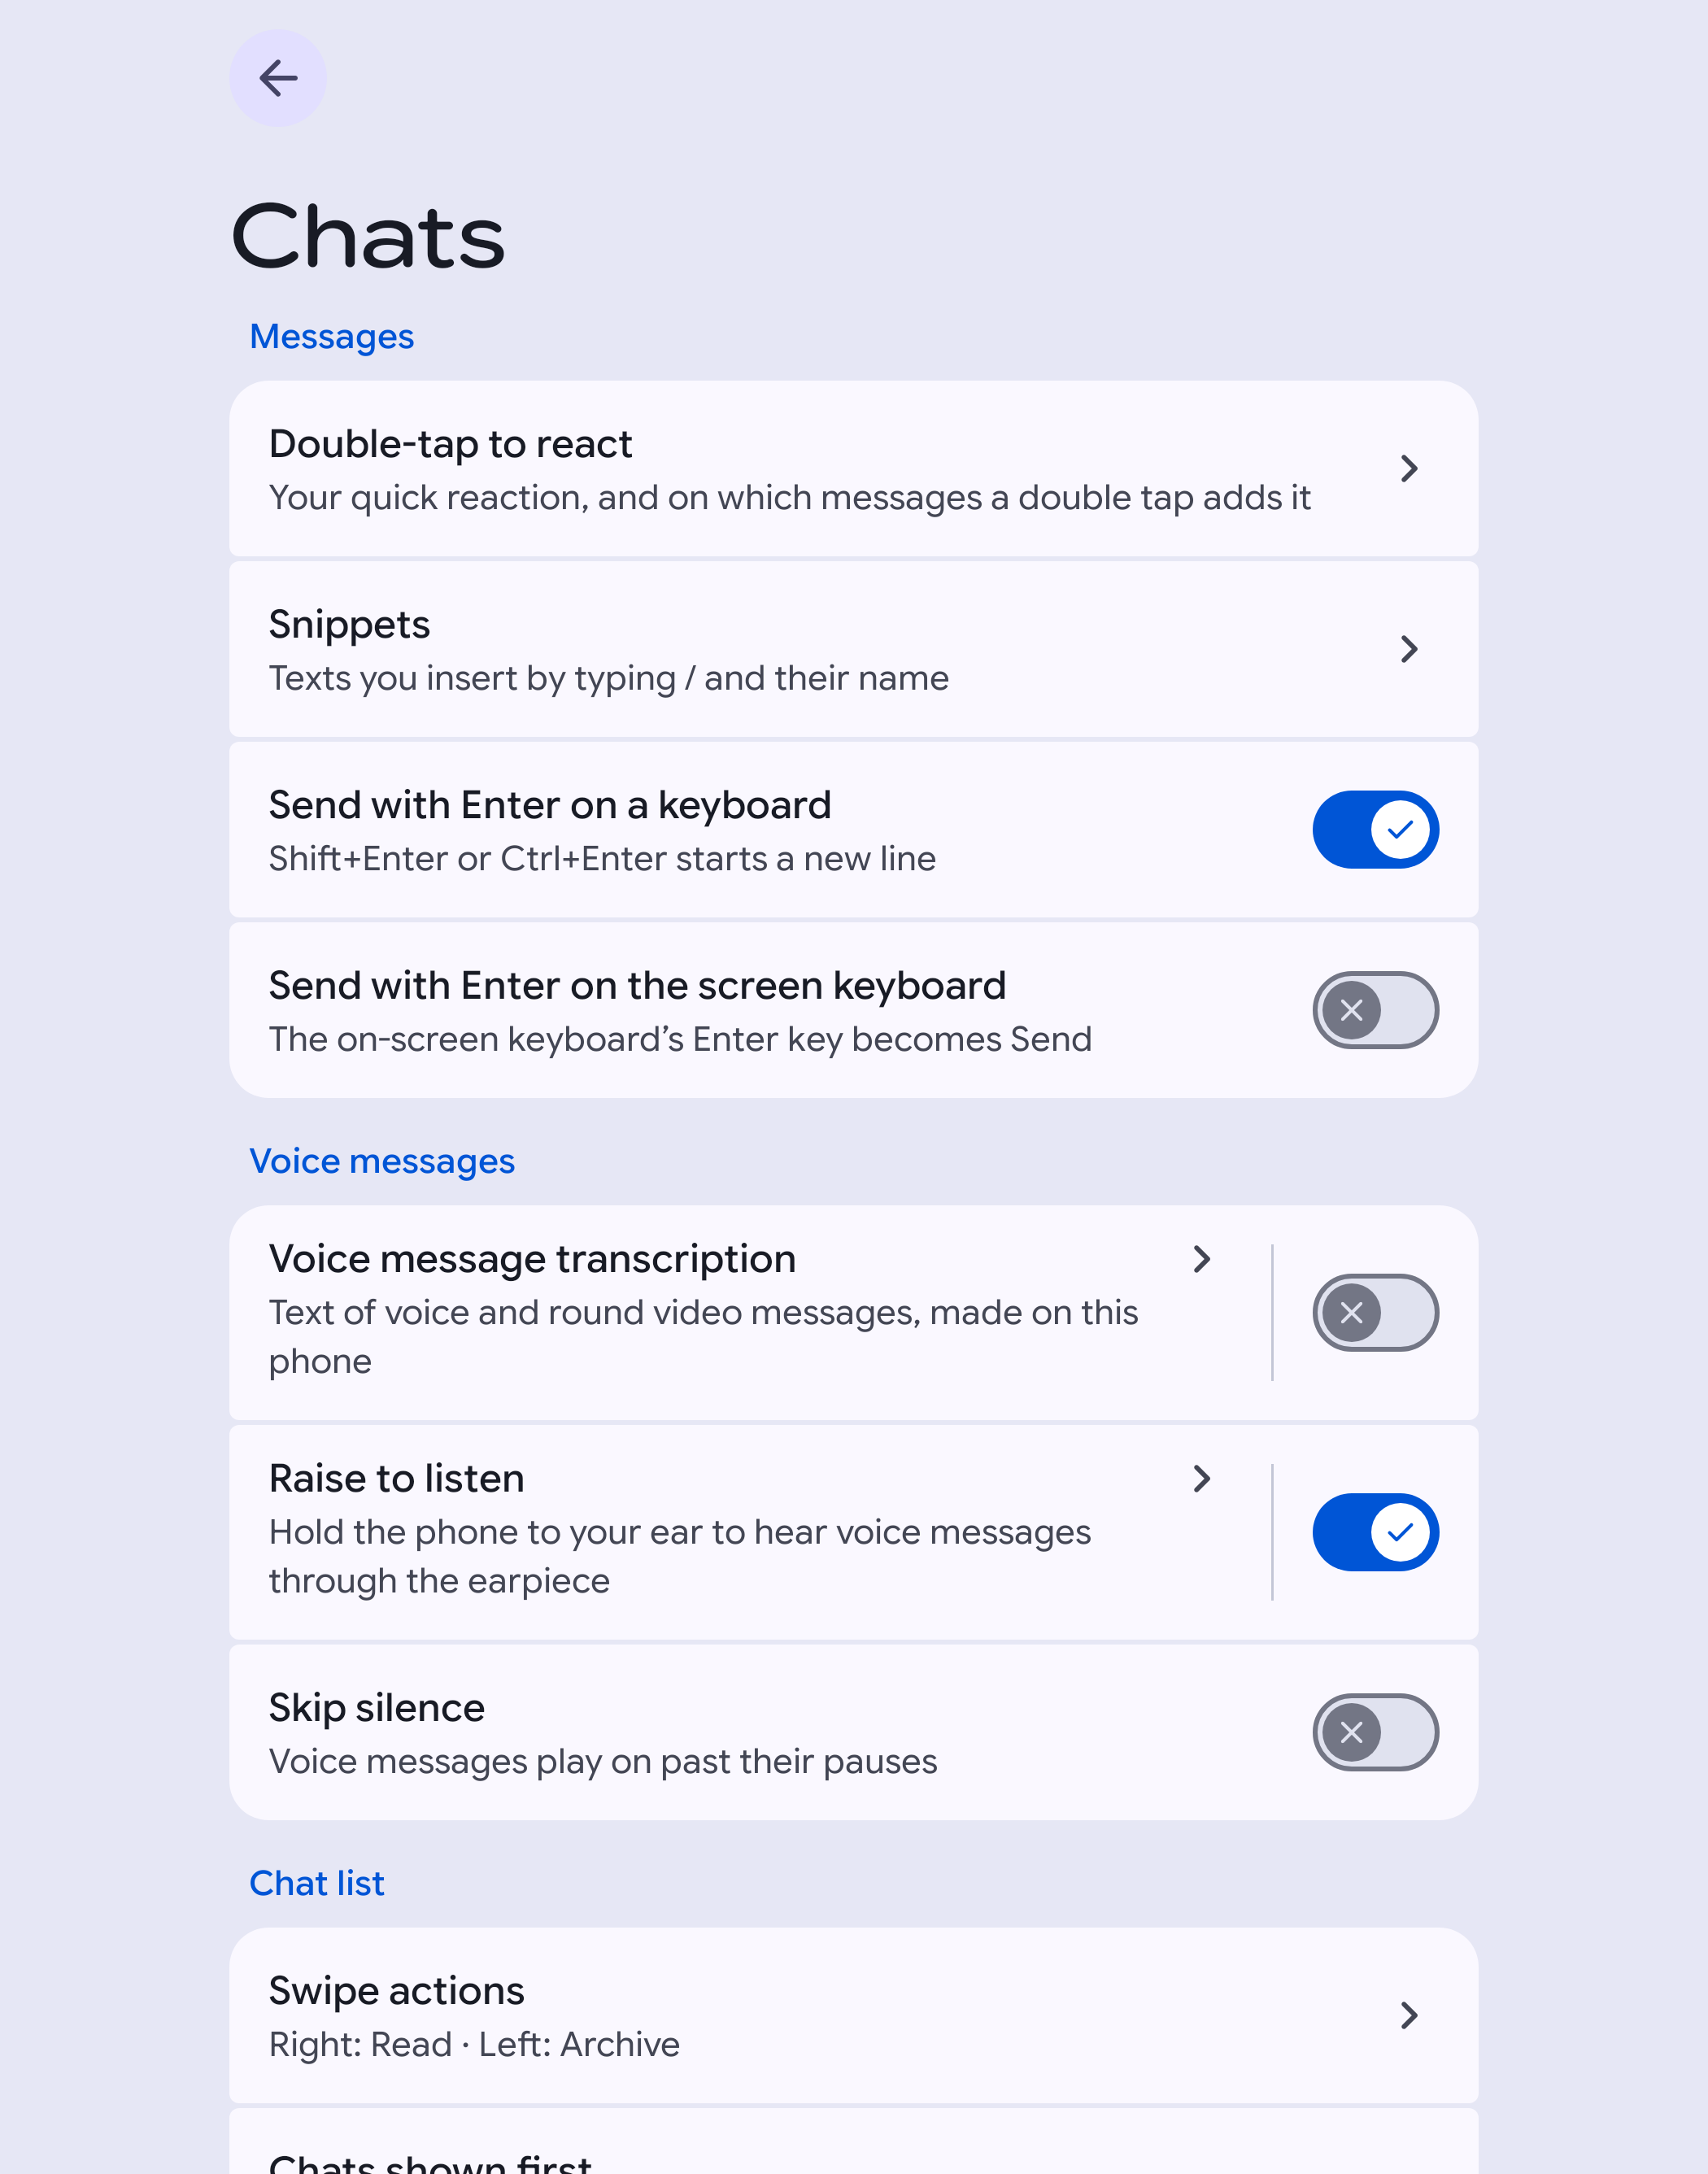 Chats
Messages
Double-tap to react
Your quick reaction, and on which messages a double tap adds it
Snippets
Texts you insert by typing / and their name
Send with Enter on a keyboard
Shift+Enter or Ctrl+Enter starts a new line
Send with Enter on the screen keyboard
The on-screen keyboard’s Enter key becomes Send
Voice messages
Voice message transcription
Text of voice and round video messages, made on this
phone
Raise to listen
Hold the phone to your ear to hear voice messages
through the earpiece
Skip silence
Voice messages play on past their pauses
Chat list
Swipe actions
Right: Read · Left: Archive
Chats shown first